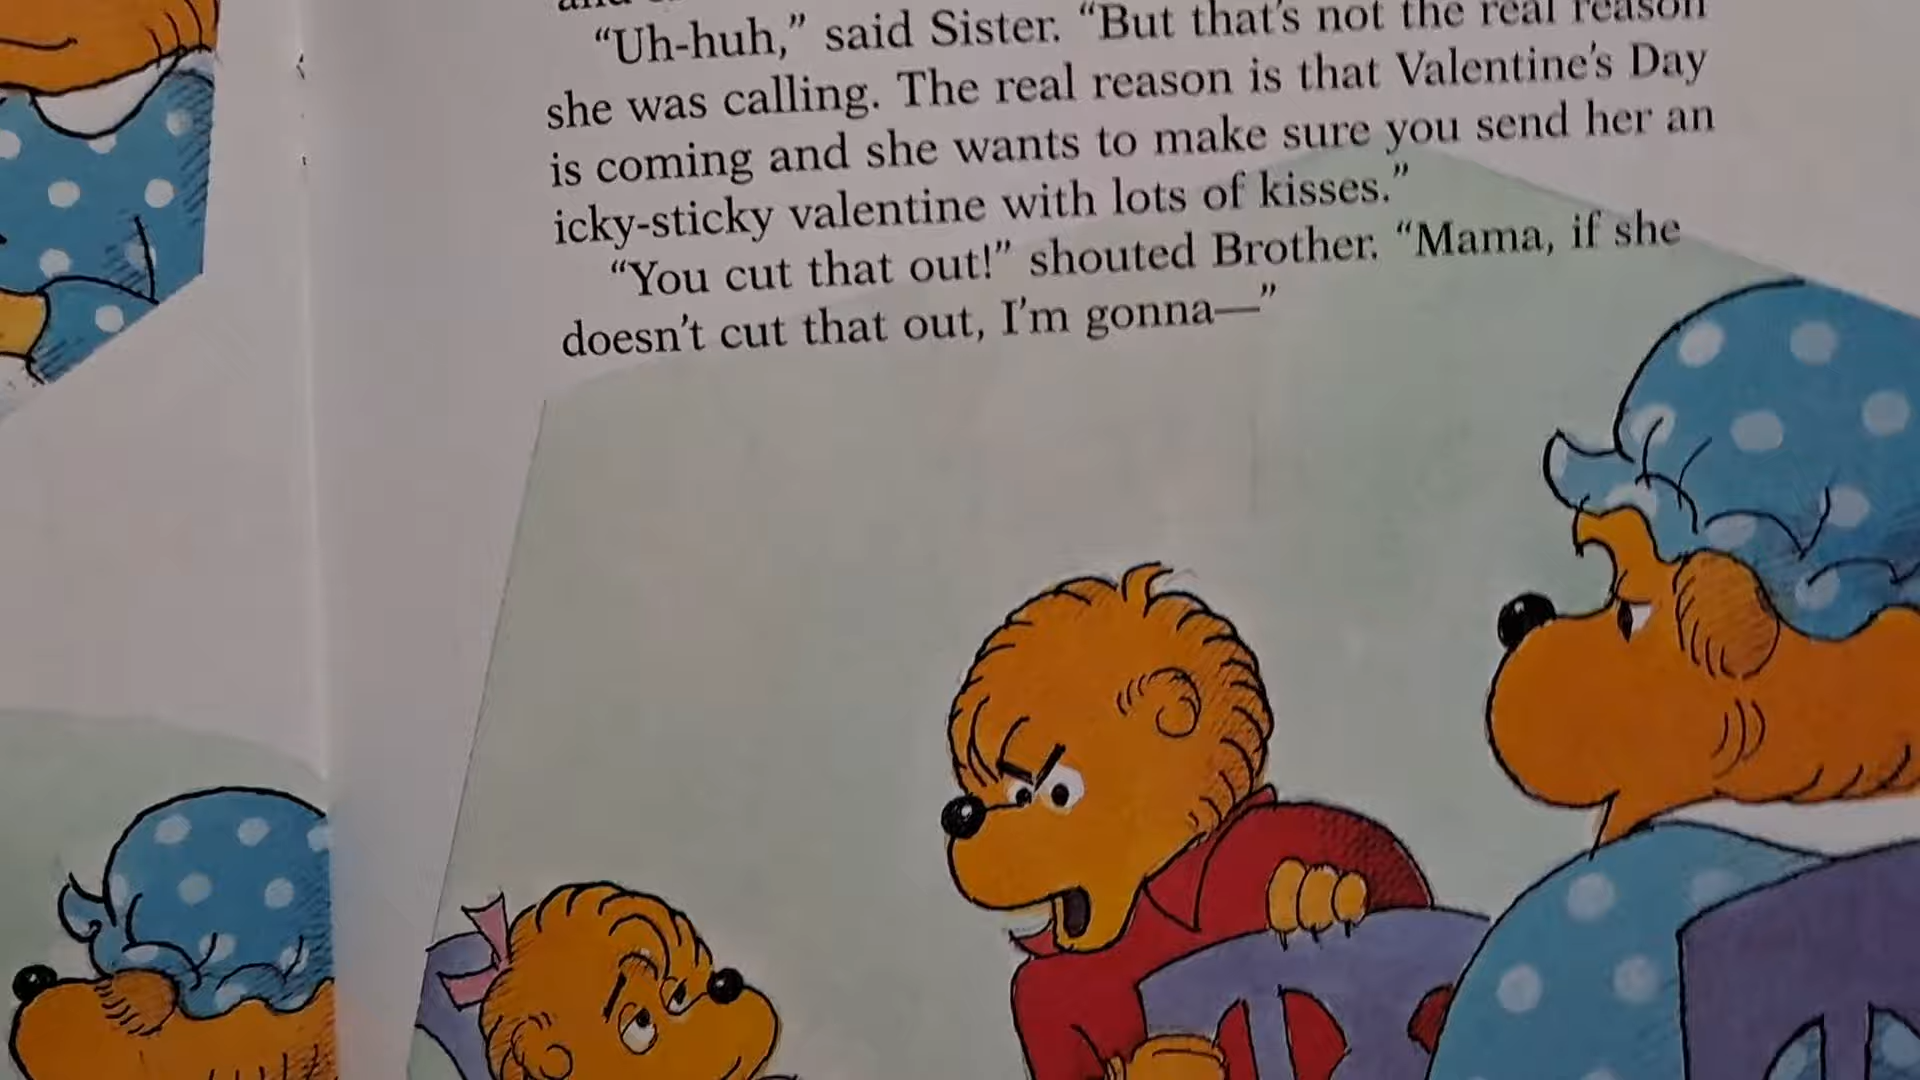 “Uh-huh,” said Sister. “But that’s not the real reason
she was calling. The real reason is that Valentine’s Day
is coming and she wants to make sure you send her an
icky-sticky valentine with lots of kisses.”
“You cut that out!” shouted Brother. “Mama, if she
doesn’t cut that out, I’m gonna—”